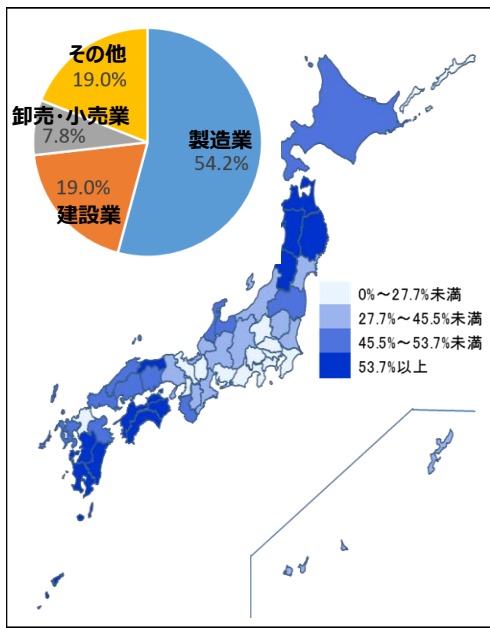 その他
19.0%
卸売・小売業
7.8%
製造業
54.2%
19.0%
建設業
0%～27.7%未満
27.7%～45.5%未満
45.5%～53.7%未満
53.7%以上